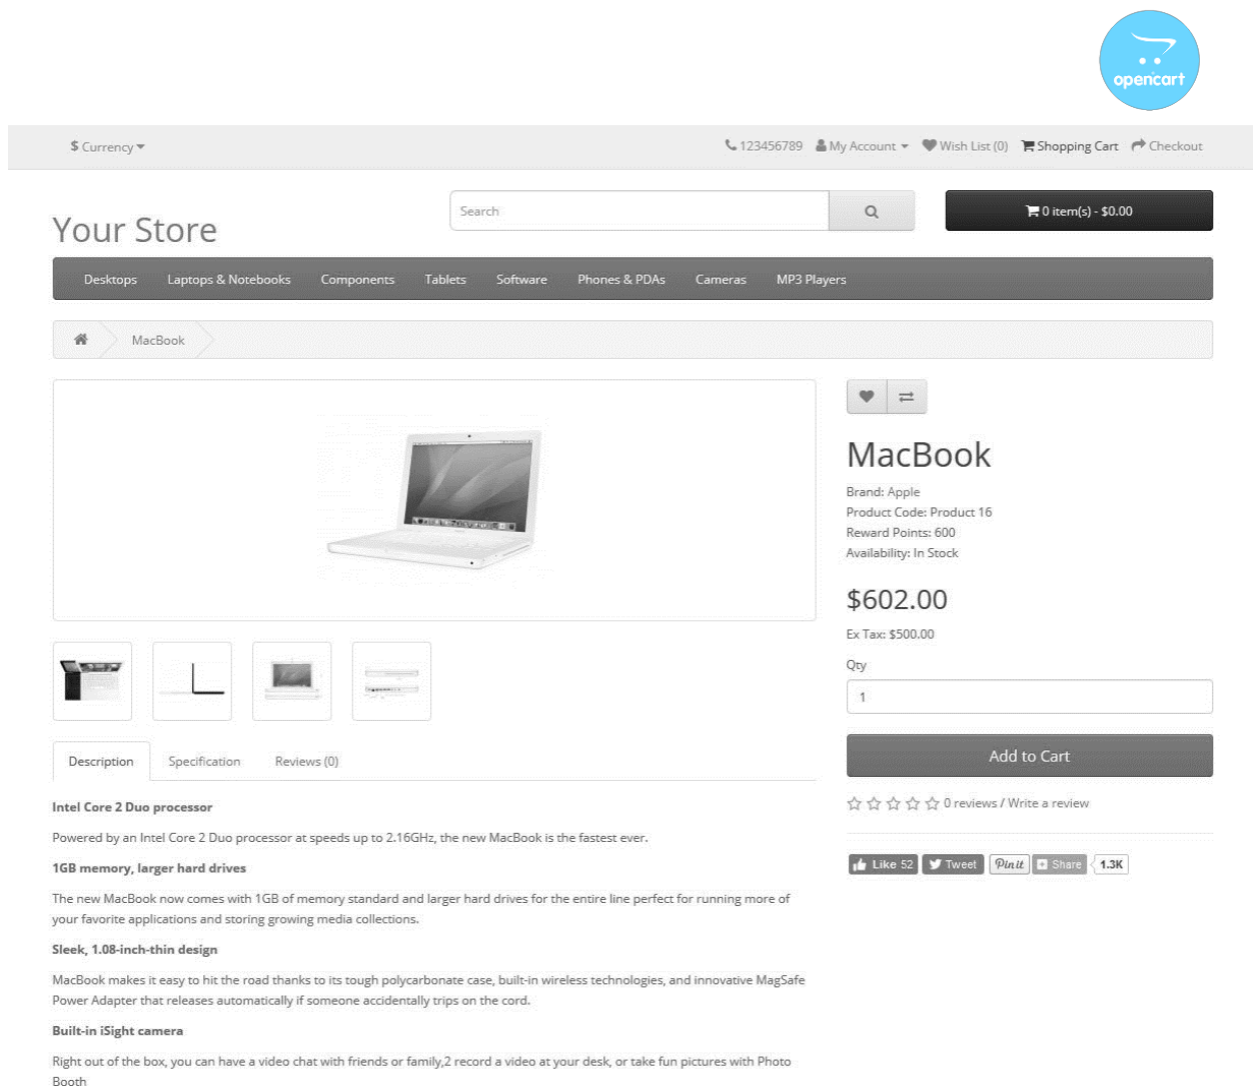 opencart
$ Currency
123456789 My Account Wish List (0) Shopping Cart Checkout
Your Store
Search
0 item(s) - $0.00
Desktops Laptops & Notebooks Components Tablets Software Phones & PDAs Cameras MP3 Players
MacBook
MacBook
Brand: Apple
Product Code: Product 16
Reward Points: 600
Availability: In Stock
$602.00
Ex Tax: $500.00
Qty
1
Add to Cart
0 reviews / Write a review
Like 52 Tweet Pin it Share 1.3K
Description Specification Reviews (0)
Intel Core 2 Duo processor
Powered by an Intel Core 2 Duo processor at speeds up to 2.16GHz, the new MacBook is the fastest ever.
1GB memory, larger hard drives
The new MacBook now comes with 1GB of memory standard and larger hard drives for the entire line perfect for running more of
your favorite applications and storing growing media collections.
Sleek, 1.08-inch-thin design
MacBook makes it easy to hit the road thanks to its tough polycarbonate case, built-in wireless technologies, and innovative MagSafe
Power Adapter that releases automatically if someone accidentally trips on the cord.
Built-in iSight camera
Right out of the box, you can have a video chat with friends or family,2 record a video at your desk, or take fun pictures with Photo
Booth